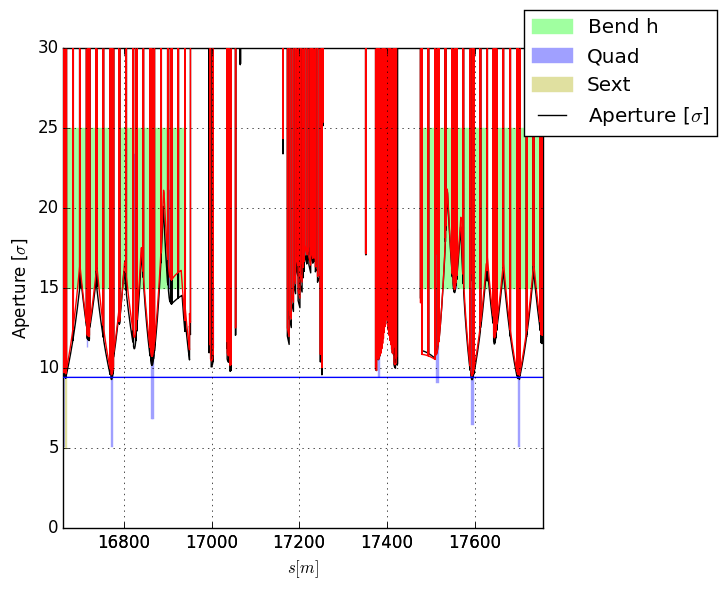 Bend h
Quad
Sext
Aperture [σ]
30
25
20
15
10
5
0
Aperture [σ]
16800 17000 17200 17400 17600
s[m]